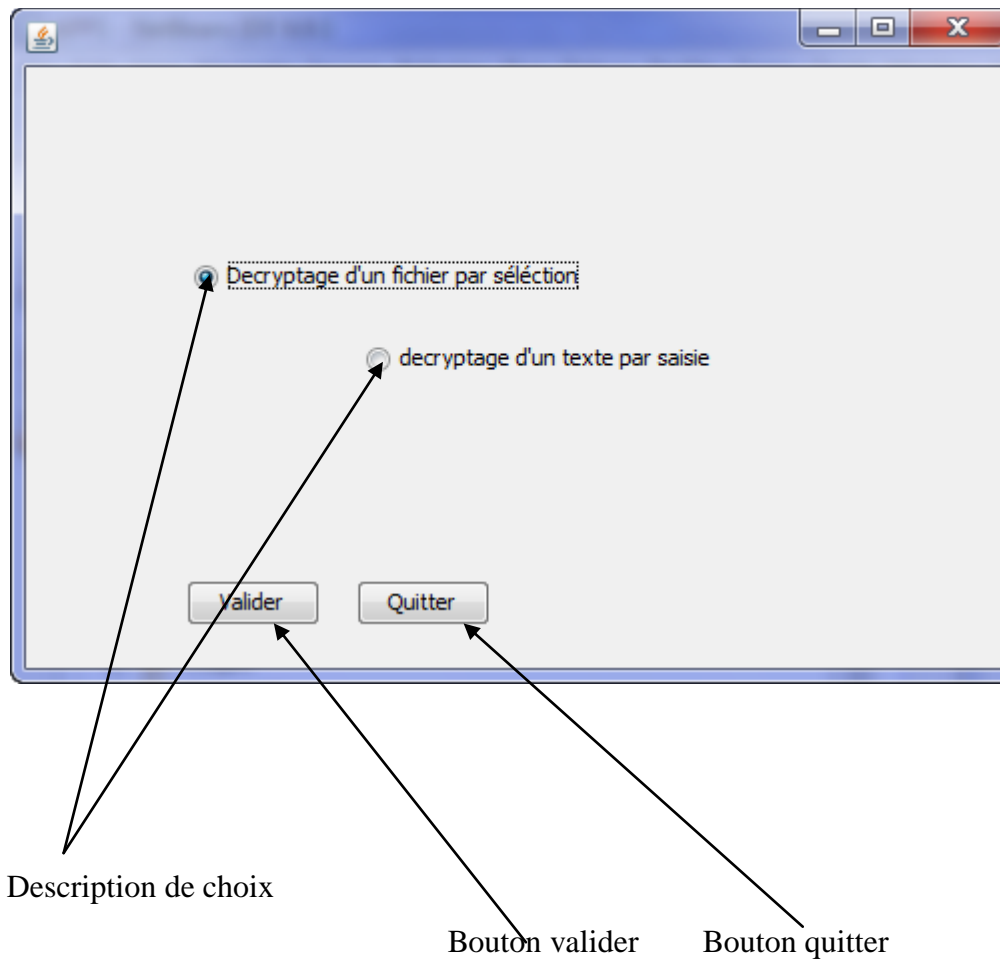 Decryptage d'un fichier par séléction
decryptage d'un texte par saisie
Valider Quitter
Description de choix
Bouton valider Bouton quitter